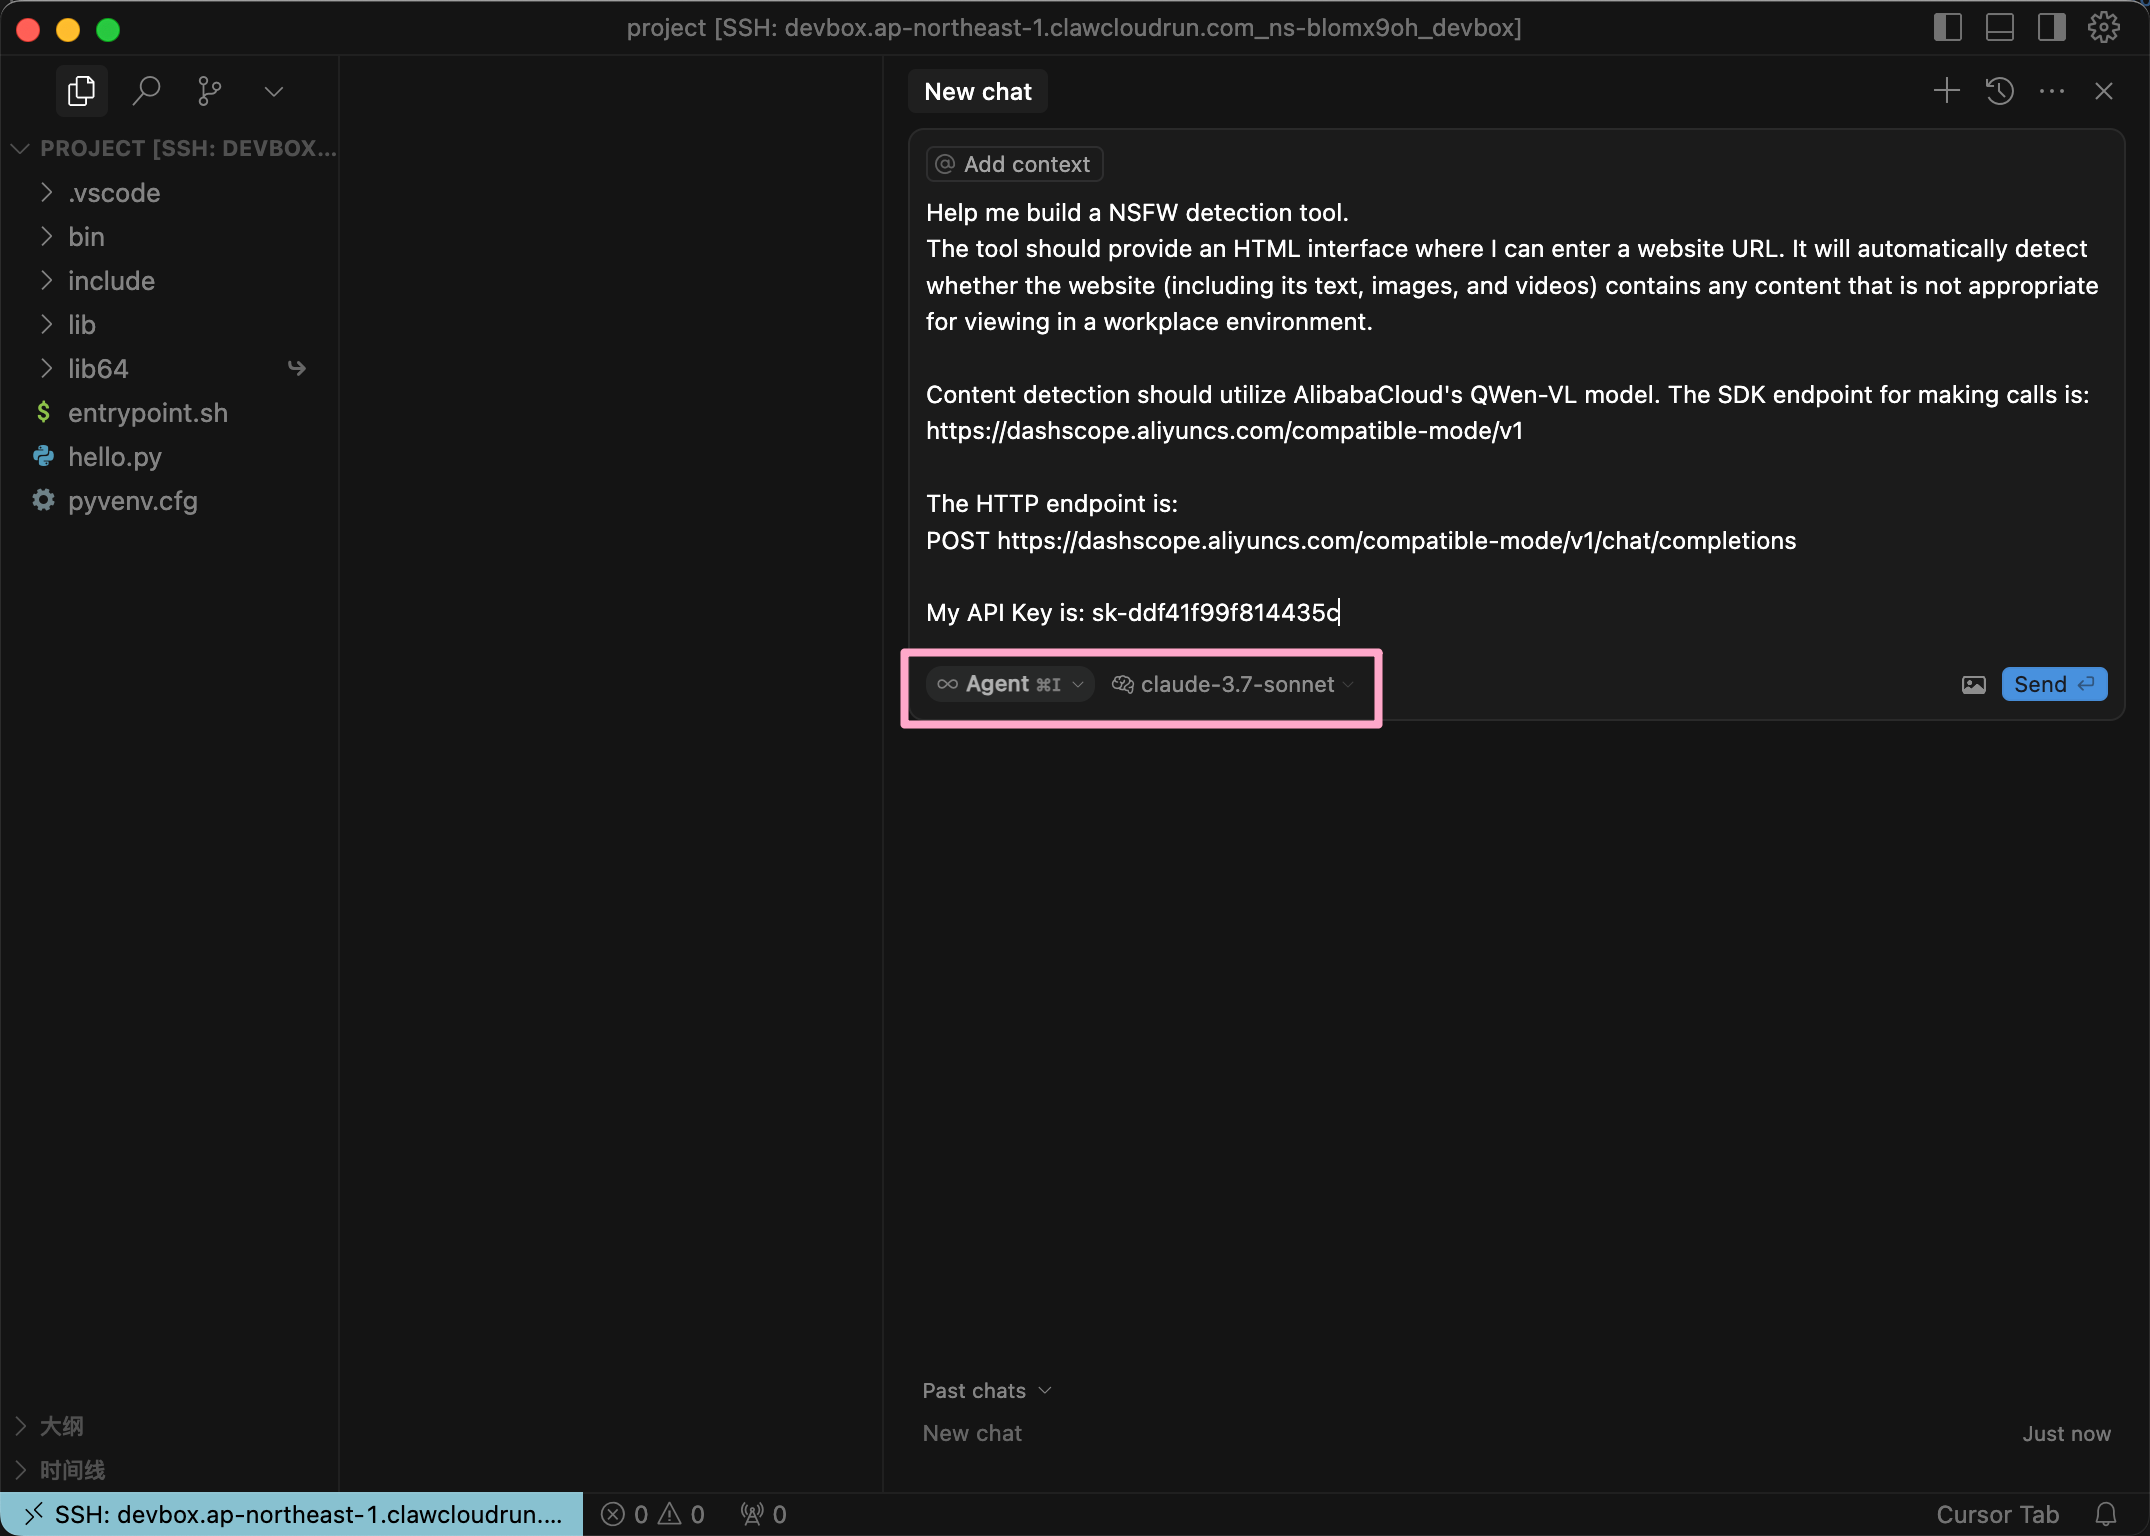 project [SSH: devbox.ap-northeast-1.clawcloudrun.com_ns-blomx9oh_devbox]
PROJECT [SSH: DEVBOX...
.vscode
bin
include
lib
lib64
entrypoint.sh
hello.py
pyvenv.cfg
大纲
时间线
New chat
@ Add context
Help me build a NSFW detection tool.
The tool should provide an HTML interface where I can enter a website URL. It will automatically detect
whether the website (including its text, images, and videos) contains any content that is not appropriate
for viewing in a workplace environment.
Content detection should utilize AlibabaCloud's QWen-VL model. The SDK endpoint for making calls is:
https://dashscope.aliyuncs.com/compatible-mode/v1
The HTTP endpoint is:
POST https://dashscope.aliyuncs.com/compatible-mode/v1/chat/completions
My API Key is: sk-ddf41f99f814435c
Agent ⌘I claude-3.7-sonnet Send
Past chats
New chat Just now
SSH: devbox.ap-northeast-1.clawcloudrun.... 0 0 0 Cursor Tab